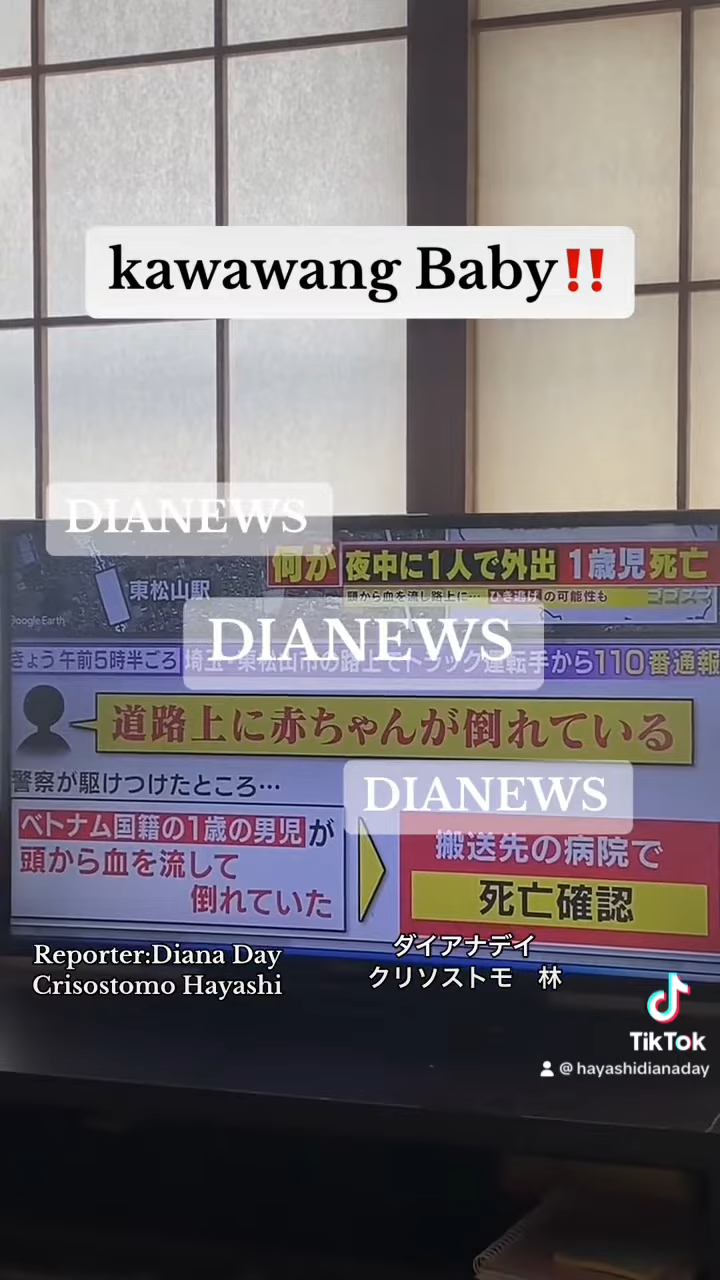 kawawang Baby‼️
DIANEWS
何が 夜中に1人で外出 1歳児死亡
東松山駅
頭から血を流し路上に… ひき逃げの可能性も
ゴゴスマ
Google Earth
DIANEWS
きょう 午前5時半ごろ 埼玉・東松山市の路上でトラック運転手から110番通報
道路上に赤ちゃんが倒れている
警察が駆けつけたところ…
DIANEWS
ベトナム国籍の1歳の男児が
頭から血を流して
倒れていた
搬送先の病院で
死亡確認
Reporter:Diana Day
Crisostomo Hayashi
ダイアナデイ
クリソストモ 林
TikTok
@hayashidianaday